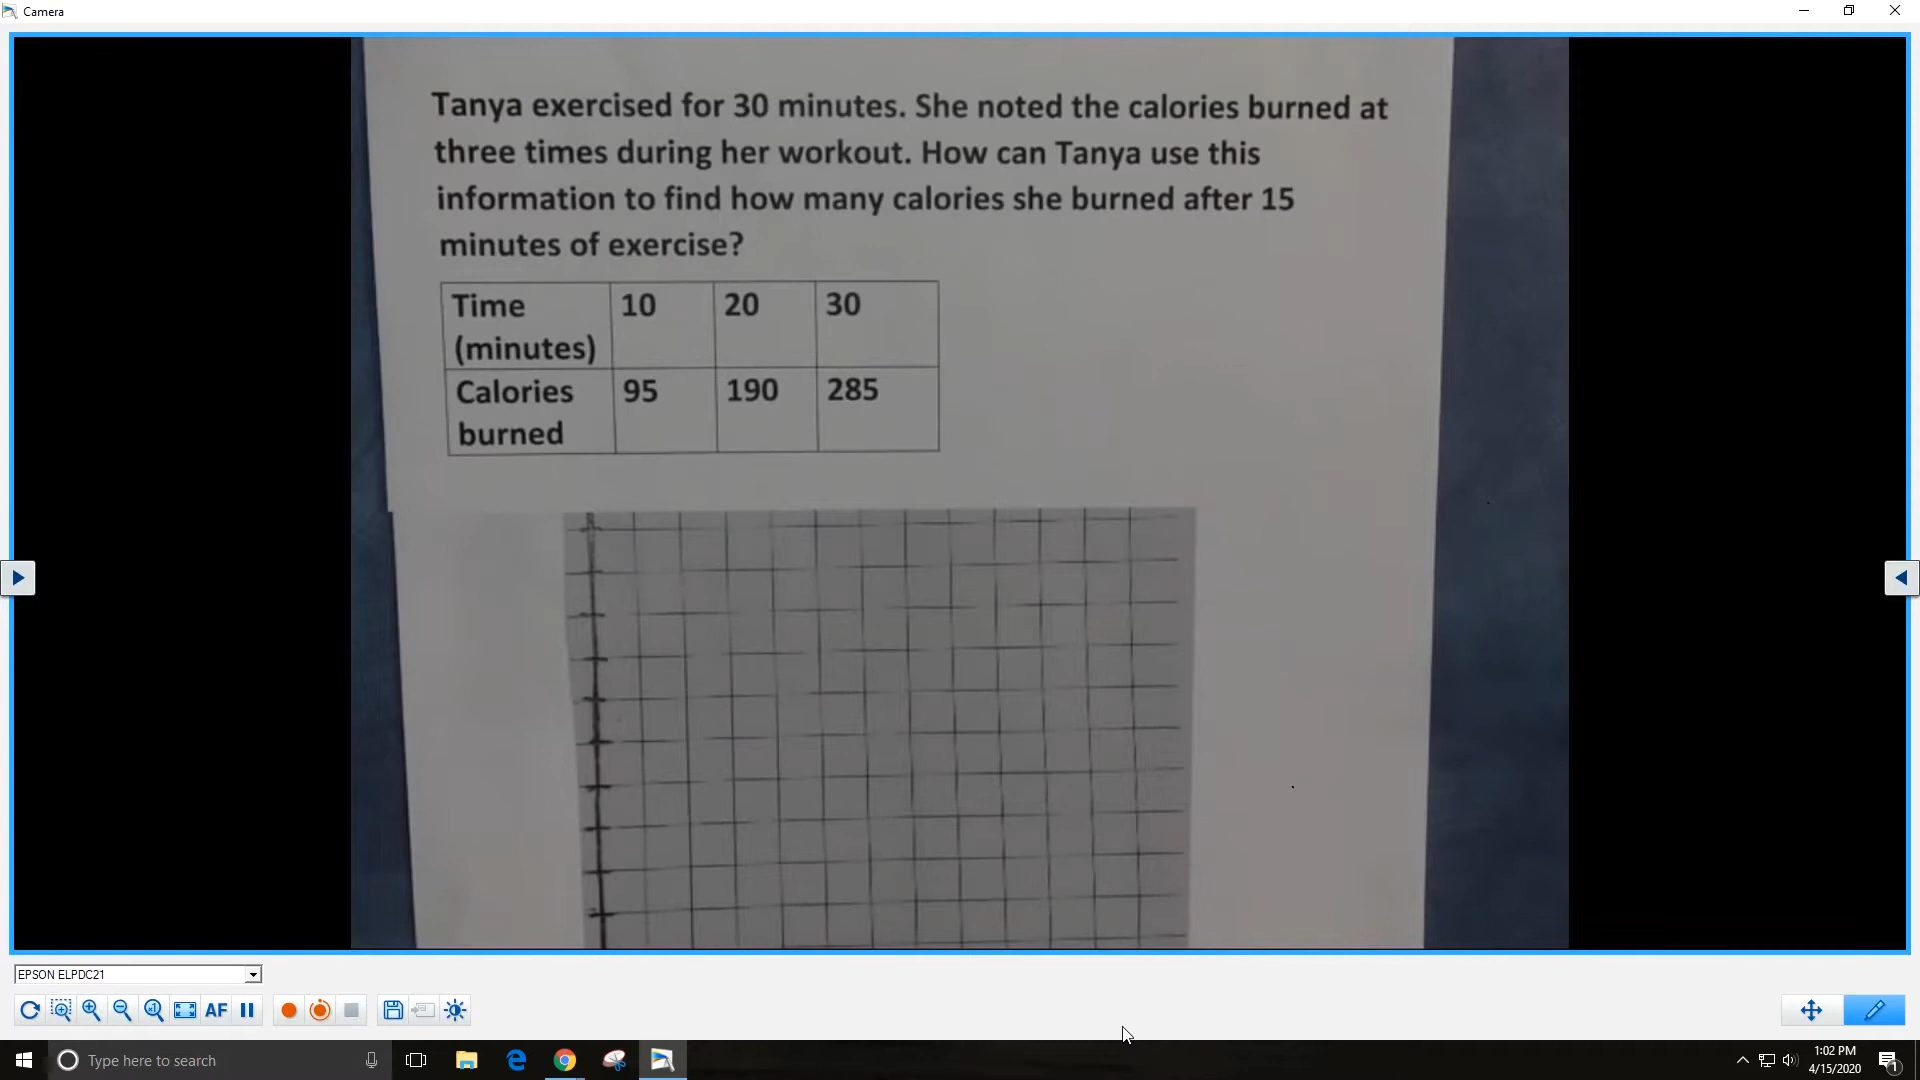 Camera
Tanya exercised for 30 minutes. She noted the calories burned at
three times during her workout. How can Tanya use this
information to find how many calories she burned after 15
minutes of exercise?
Time (minutes) 10 20 30
Calories burned 95 190 285
EPSON ELPDC21
AF
Type here to search
1:02 PM
4/15/2020
1